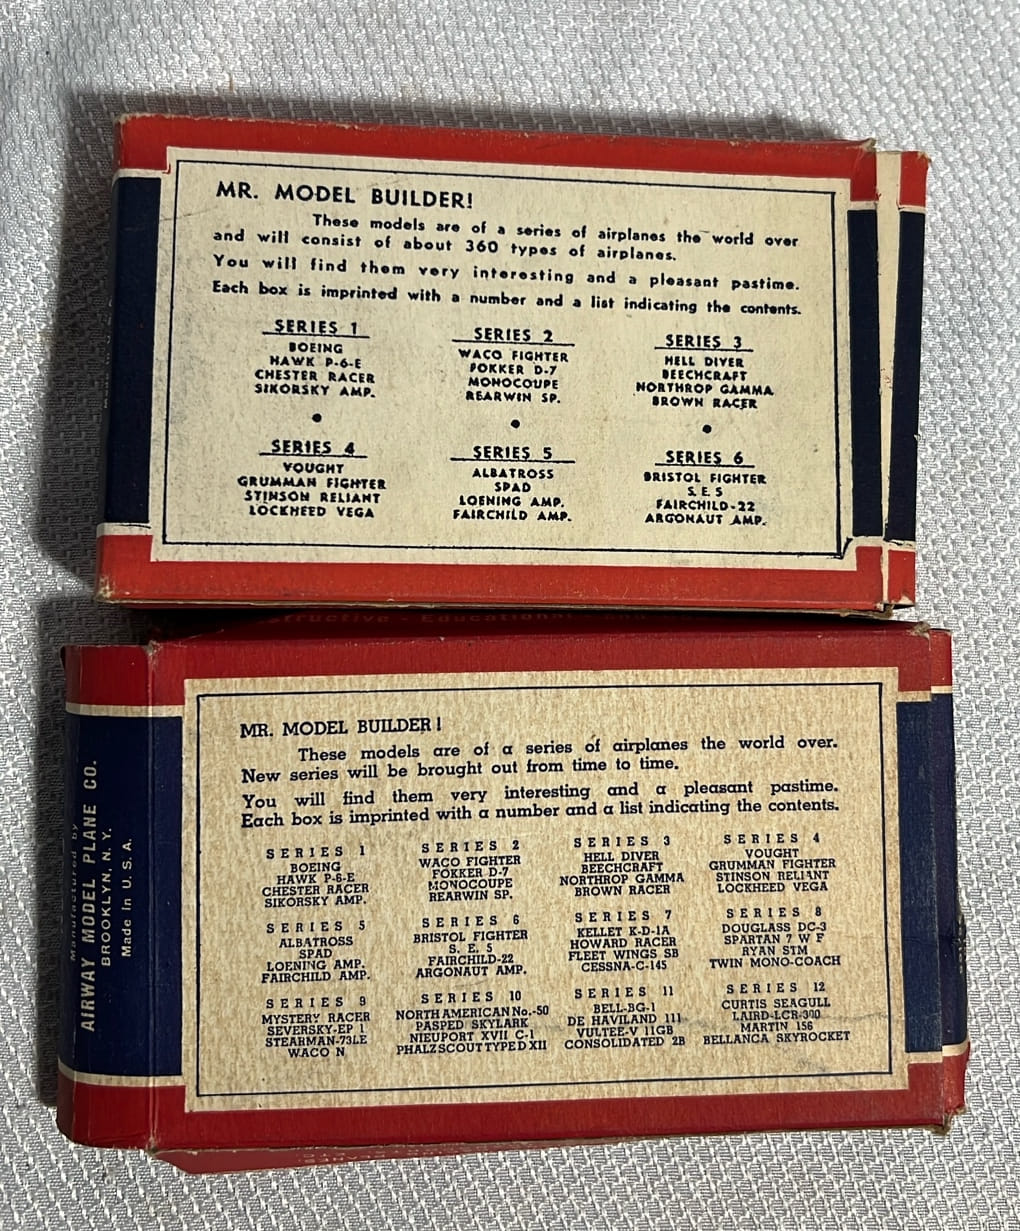 MR. MODEL BUILDER!
These models are of a series of airplanes the world over
and will consist of about 360 types of airplanes.
You will find them very interesting and a pleasant pastime.
Each box is imprinted with a number and a list indicating the contents.
SERIES 1
BOEING
HAWK P-6-E
CHESTER RACER
SIKORSKY AMP.
SERIES 2
WACO FIGHTER
FOKKER D-7
MONOCOUPE
REARWIN SP.
SERIES 3
HELL DIVER
BEECHCRAFT
NORTHROP GAMMA
BROWN RACER
SERIES 4
VOUGHT
GRUMMAN FIGHTER
STINSON RELIANT
LOCKHEED VEGA
SERIES 5
ALBATROSS
SPAD
LOENING AMP.
FAIRCHILD AMP.
SERIES 6
BRISTOL FIGHTER
S. E. 5
FAIRCHILD-22
ARGONAUT AMP.
Educational
Manufactured by
AIRWAY MODEL PLANE CO.
BROOKLYN, N. Y.
Made in U. S. A.
MR. MODEL BUILDER!
These models are of a series of airplanes the world over.
New series will be brought out from time to time.
You will find them very interesting and a pleasant pastime.
Each box is imprinted with a number and a list indicating the contents.
SERIES 1
BOEING
HAWK P-6-E
CHESTER RACER
SIKORSKY AMP.
SERIES 2
WACO FIGHTER
FOKKER D-7
MONOCOUPE
REARWIN SP.
SERIES 3
HELL DIVER
BEECHCRAFT
NORTHROP GAMMA
BROWN RACER
SERIES 4
VOUGHT
GRUMMAN FIGHTER
STINSON RELIANT
LOCKHEED VEGA
SERIES 5
ALBATROSS
SPAD
LOENING AMP.
FAIRCHILD AMP.
SERIES 6
BRISTOL FIGHTER
S. E. 5
FAIRCHILD-22
ARGONAUT AMP.
SERIES 7
KELLET K-D-1A
HOWARD RACER
FLEET WINGS SB
CESSNA-C-145
SERIES 8
DOUGLASS DC-3
SPARTAN 7 W F
RYAN STM
TWIN MONO-COACH
SERIES 9
MYSTERY RACER
SEVERSKY-EP 1
STEARMAN-73LE
WACO N
SERIES 10
NORTH AMERICAN No.-50
PASPED SKYLARK
NIEUPORT XVII C-1
PHALZ SCOUT TYPE D XII
SERIES 11
BELL-BG-1
DE HAVILAND 111
VULTEE-V 11GB
CONSOLIDATED 2B
SERIES 12
CURTIS SEAGULL
LAIRD-LCR-300
MARTIN 156
BELLANCA SKYROCKET